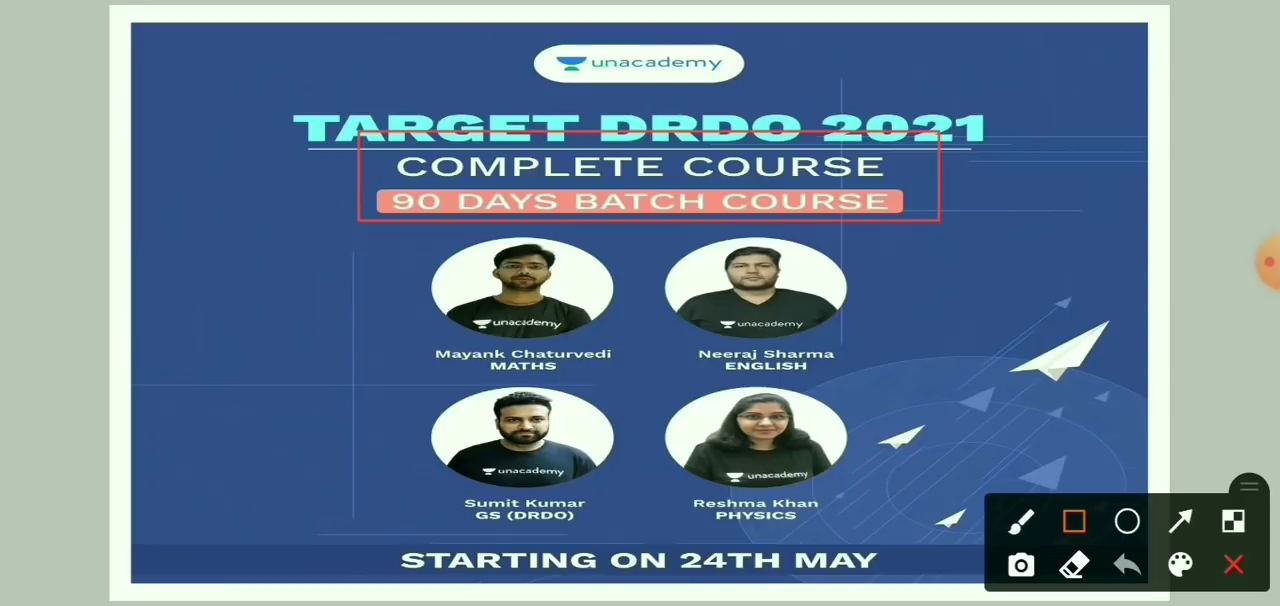 unacademy
TARGET DRDO 2021
COMPLETE COURSE
90 DAYS BATCH COURSE
unacademy
unacademy
Mayank Chaturvedi
MATHS
Neeraj Sharma
ENGLISH
unacademy
unacademy
Sumit Kumar
GS (DRDO)
Reshma Khan
PHYSICS
STARTING ON 24TH MAY